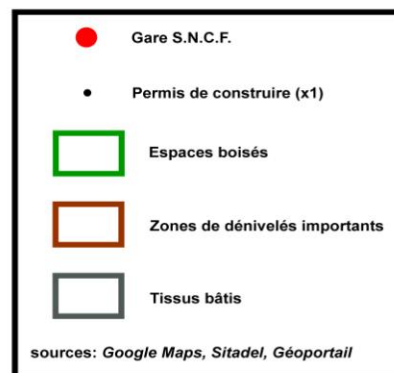 Gare S.N.C.F.
Permis de construire (x1)
Espaces boisés
Zones de dénivelés importants
Tissus bâtis
sources: Google Maps, Sitadel, Géoportail